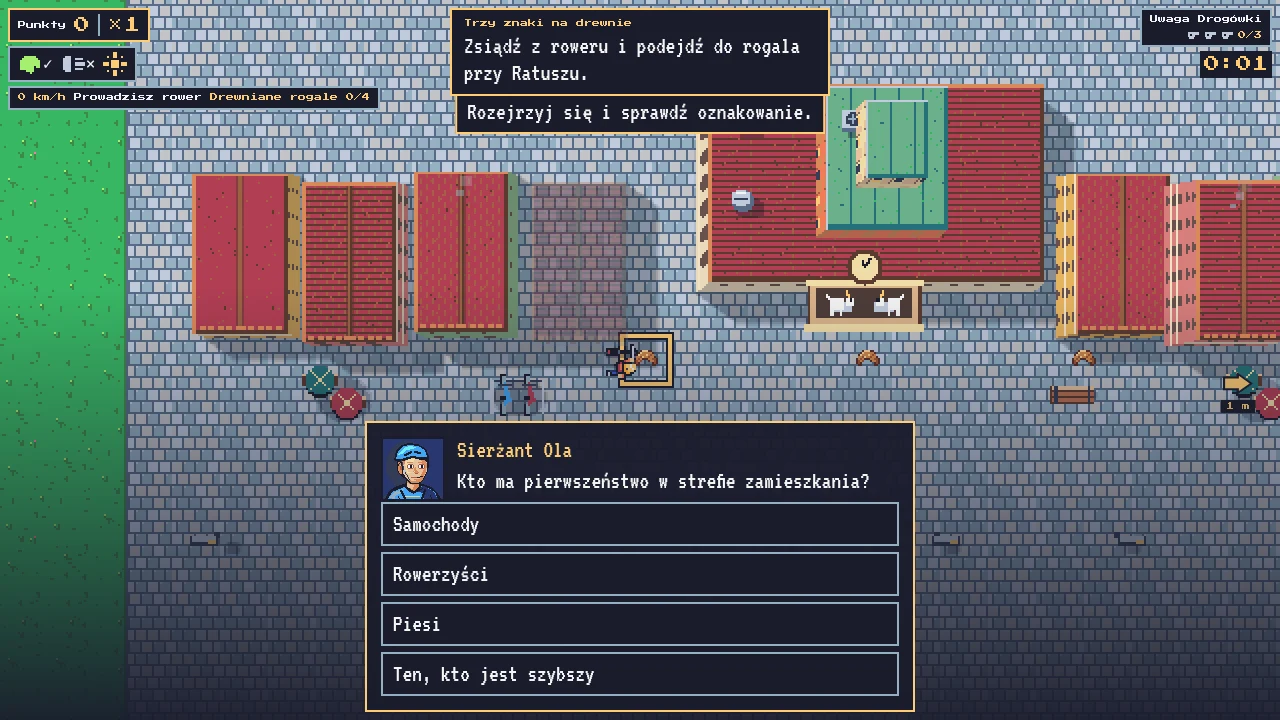 Punkty 0 × 1
0 km/h Prowadzisz rower Drewniane rogale 0/4
Trzy znaki na drewnie
Zsiądź z roweru i podejdź do rogala
przy Ratuszu.
Rozejrzyj się i sprawdź oznakowanie.
Uwaga Drogówki
0/3
0:01
1 m
Sierżant Ola
Kto ma pierwszeństwo w strefie zamieszkania?
Samochody
Rowerzyści
Piesi
Ten, kto jest szybszy